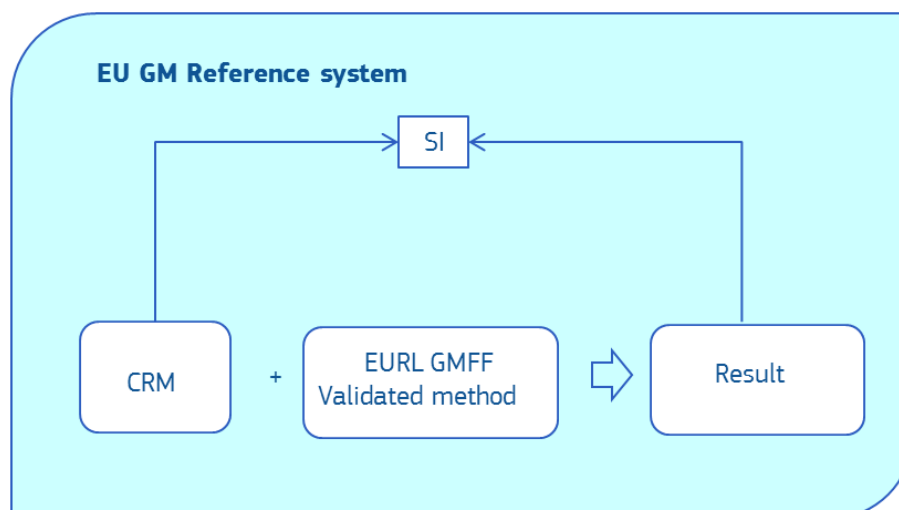 EU GM Reference system
SI
CRM
+
EURL GMFF
Validated method
Result